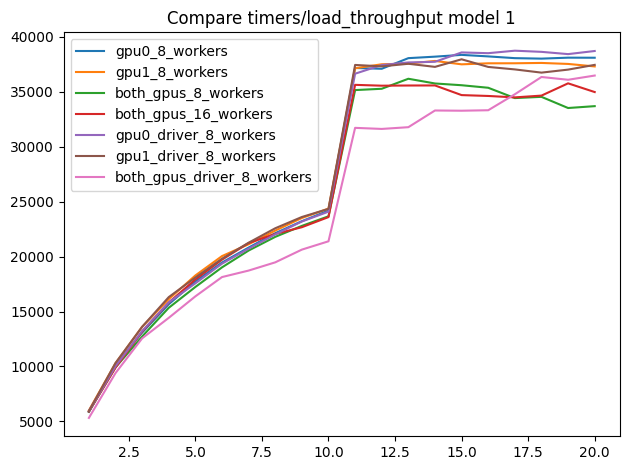 Compare timers/load_throughput model 1
40000
35000
30000
25000
20000
15000
10000
5000
gpu0_8_workers
gpu1_8_workers
both_gpus_8_workers
both_gpus_16_workers
gpu0_driver_8_workers
gpu1_driver_8_workers
both_gpus_driver_8_workers
2.5 5.0 7.5 10.0 12.5 15.0 17.5 20.0